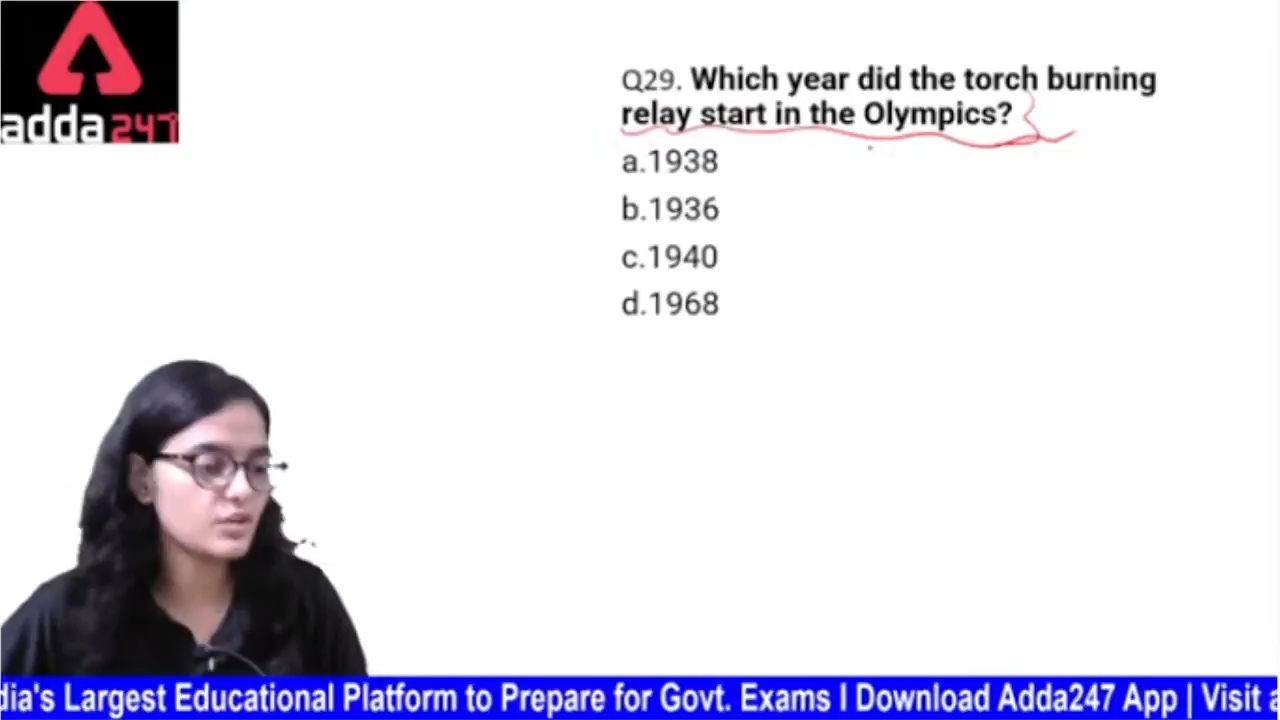 adda247
Q29. Which year did the torch burning
relay start in the Olympics?
a.1938
b.1936
c.1940
d.1968
dia's Largest Educational Platform to Prepare for Govt. Exams I Download Adda247 App | Visit a